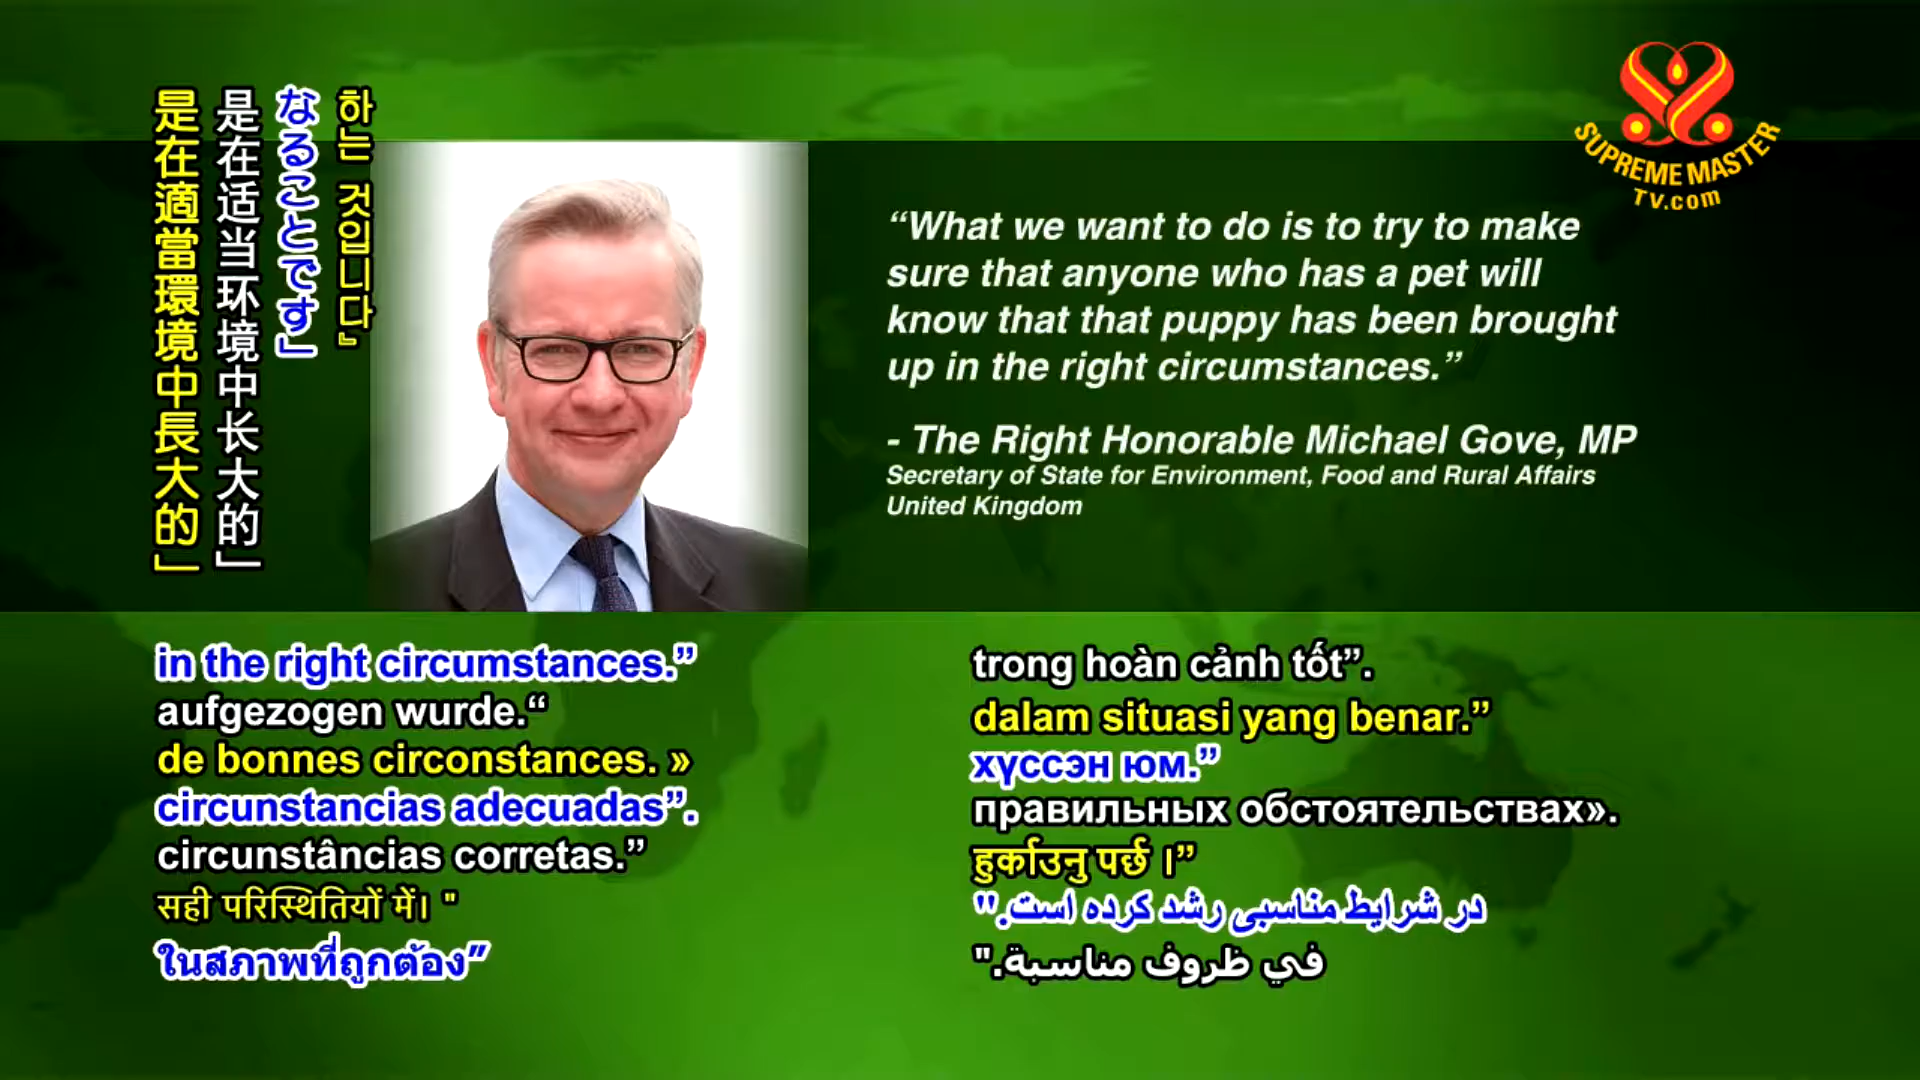 是在適當環境中長大的」
是在适当环境中长大的」
なることです」
하는 것입니다』
SUPREME MASTER
TV.com
“What we want to do is to try to make
sure that anyone who has a pet will
know that that puppy has been brought
up in the right circumstances.”
- The Right Honorable Michael Gove, MP
Secretary of State for Environment, Food and Rural Affairs
United Kingdom
in the right circumstances.”
aufgezogen wurde.“
de bonnes circonstances. »
circunstancias adecuadas”.
circunstâncias corretas.”
सही परिस्थितियों में। "
ในสภาพที่ถูกต้อง”
trong hoàn cảnh tốt”.
dalam situasi yang benar.”
хүссэн юм.”
правильных обстоятельствах».
हुर्काउनु पर्छ ।”
در شرایط مناسبی رشد کرده است."
في ظروف مناسبة."